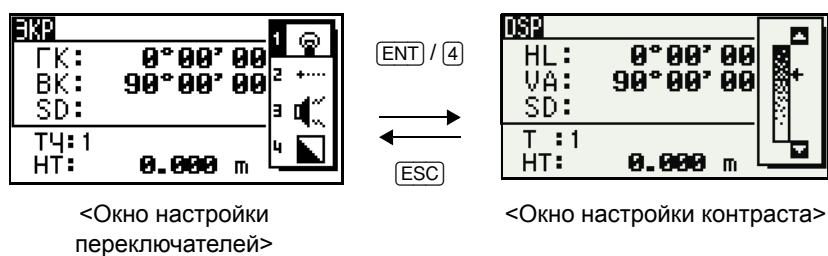 ЭКР
ГК: 0°00'00
ВК: 90°00'00
SD:
ТЧ:1
НТ: 0.000 m
1
2
3
4
ENT / 4
ESC
DSP
HL: 0°00'00
VA: 90°00'00
SD:
T :1
HT: 0.000 m
<Окно настройки
переключателей>
<Окно настройки контраста>